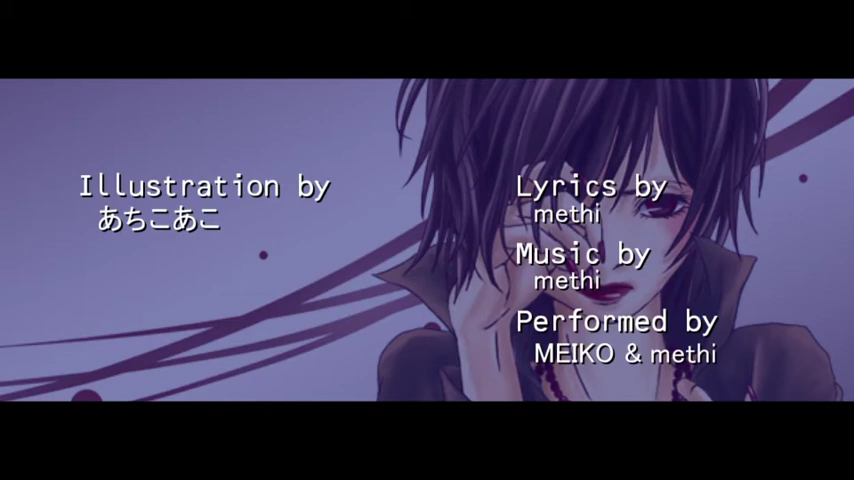 Illustration by
あちこあこ
Lyrics by
methi
Music by
methi
Performed by
MEIKO & methi